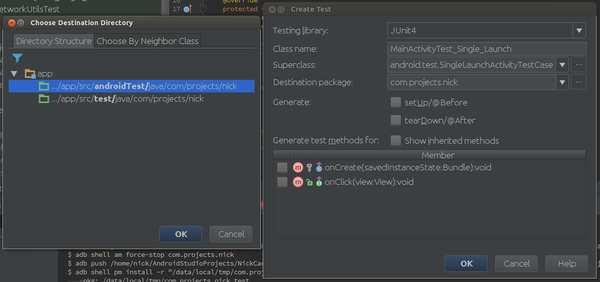 etworkUtilsTest
16
@Override
17
protected
Choose Destination Directory
Directory Structure
Choose By Neighbor Class
app
.../app/src/androidTest/java/com/projects/nick
.../app/src/test/java/com/projects/nick
OK
Cancel
Create Test
Testing library:
JUnit4
Class name:
MainActivityTest_Single_Launch
Superclass:
android.test.SingleLaunchActivityTestCase
Destination package:
com.projects.nick
Generate:
setUp/@Before
tearDown/@After
Generate test methods for:
Show inherited methods
Member
onCreate(savedInstanceState:Bundle):void
onClick(view:View):void
OK
Cancel
Help
$ adb shell am force-stop com.projects.nick
$ adb push /home/nick/AndroidStudioProjects/NickCa
$ adb shell pm install -r "/data/local/tmp/com.proje
pkg: /data/local/tmp/com.projects.nick.test